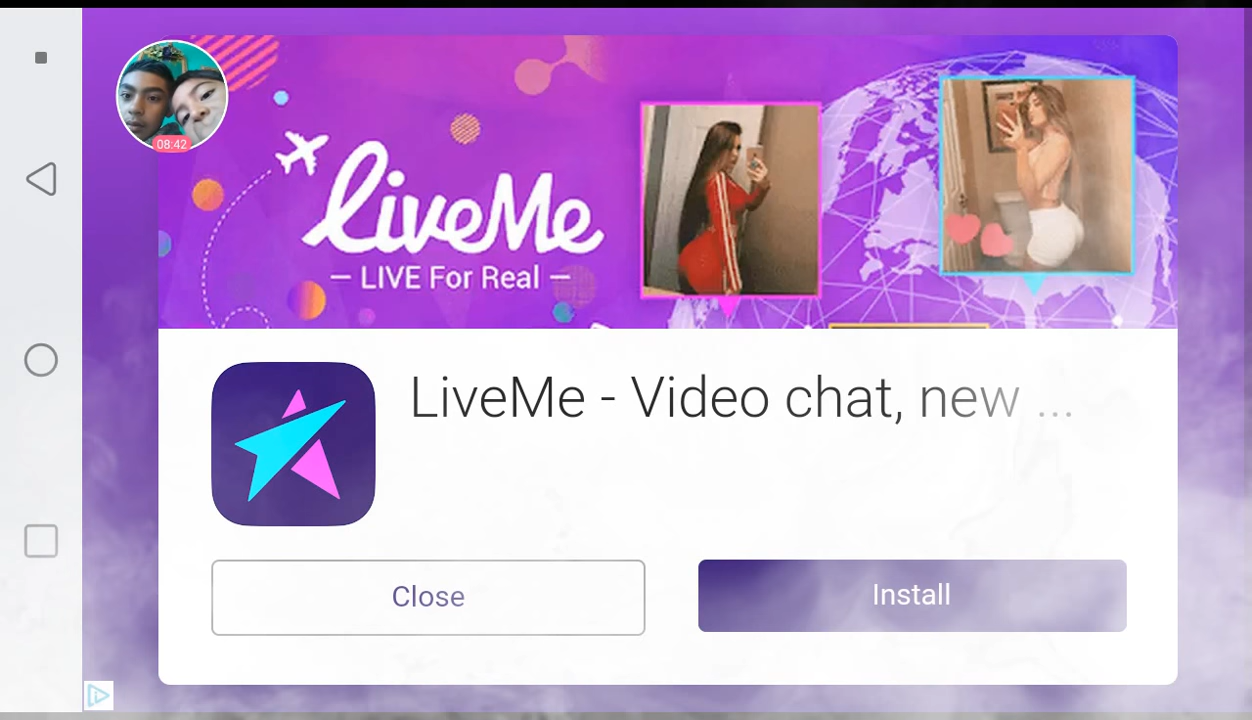 08:42
liveMe
— LIVE For Real —
LiveMe - Video chat, new ...
Close
Install